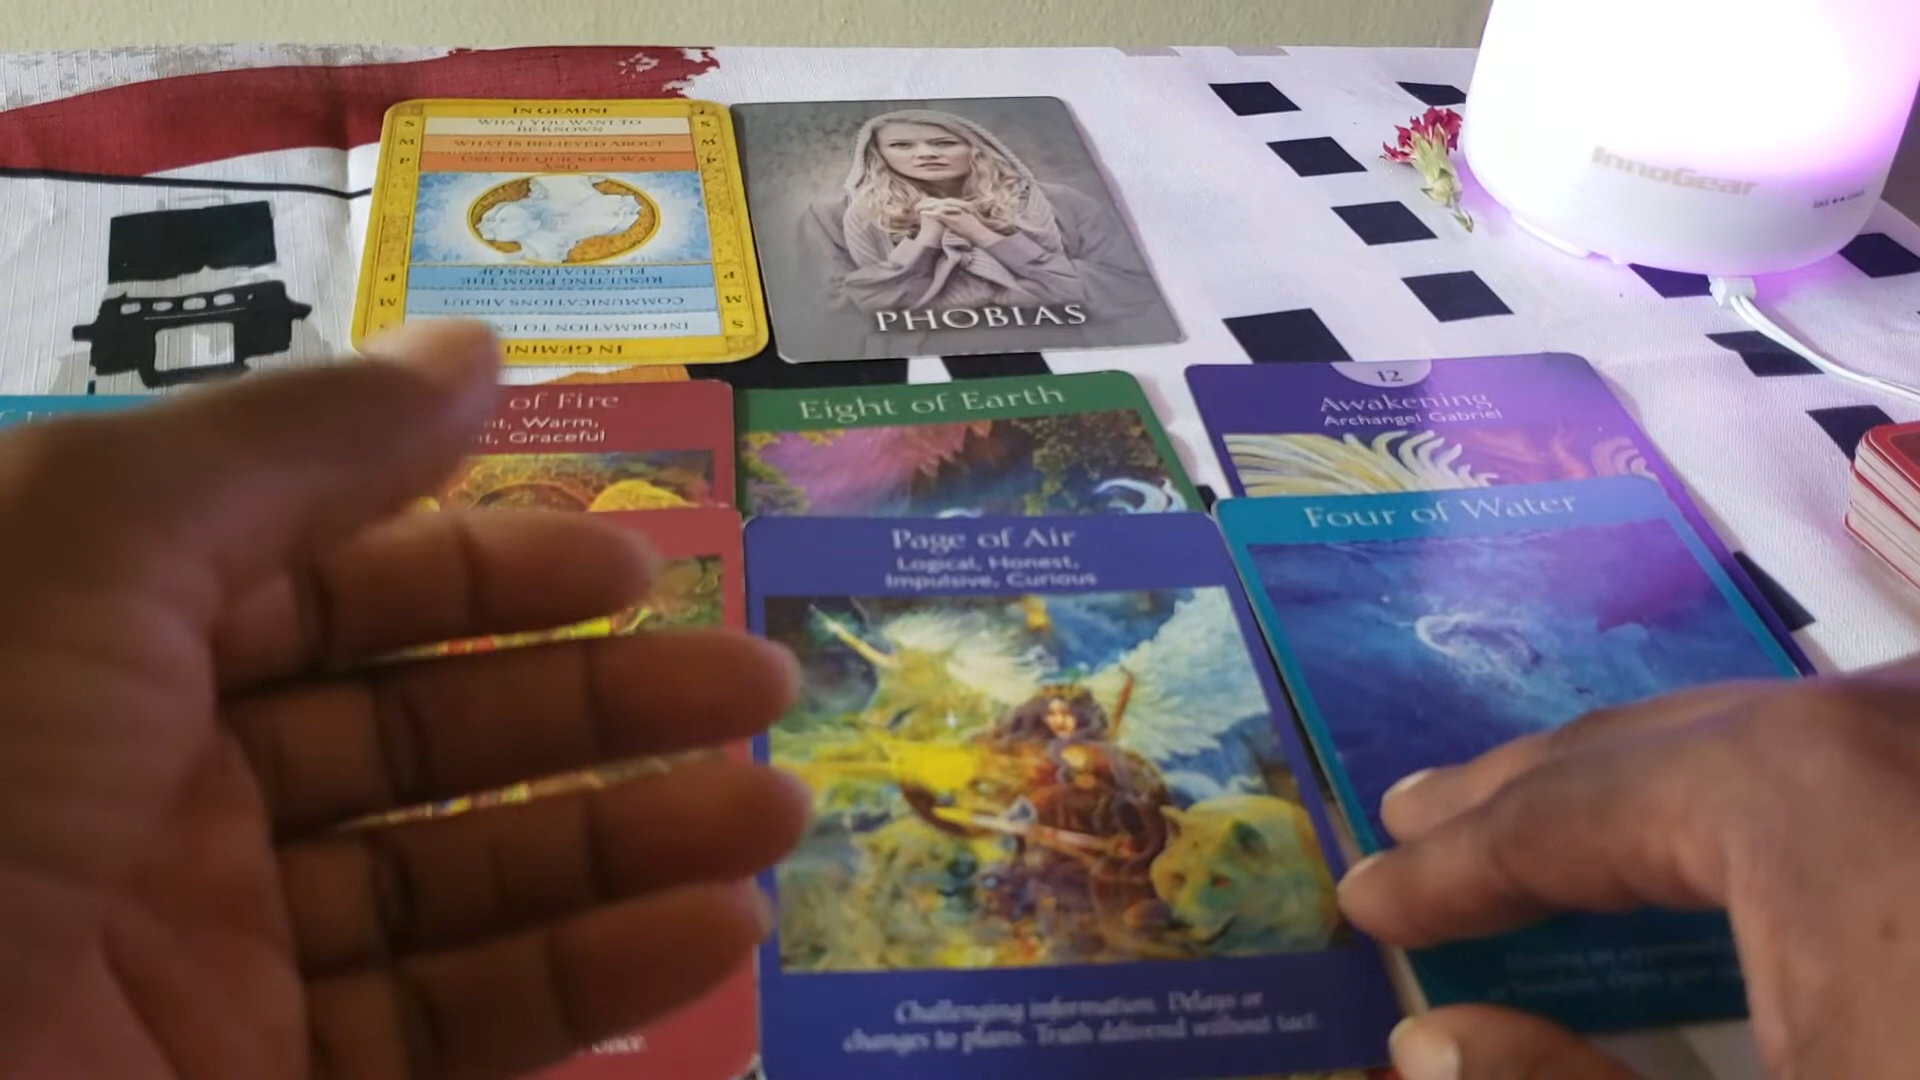 IN GEMINI
WHAT YOU WANT TO
BE KNOWN
WHAT IS BELIEVED ABOUT
USE THE QUICKEST WAY
AND
S
M
P
S
M
P
FLUCTUATIONS OF
RESULTING FROM THE
COMMUNICATIONS ABOUT
INFORMATION TO
IN GEMINI
P
M
S
P
M
S
PHOBIAS
InnoGear
of Fire
Warm,
Graceful
Eight of Earth
12
Awakening
Archangel Gabriel
Page of Air
Logical, Honest,
Impulsive, Curious
Challenging information. Delays or
changes to plans. Truth delivered without tact.
Four of Water
once.